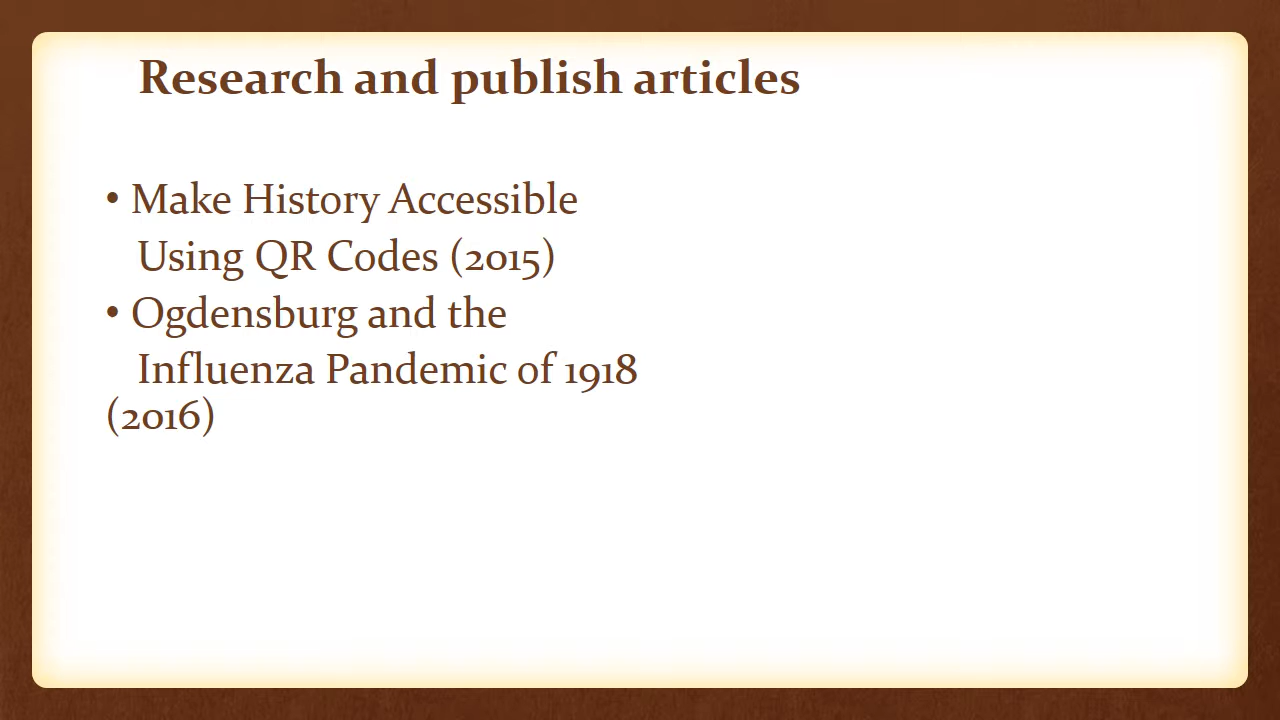 Research and publish articles
• Make History Accessible
Using QR Codes (2015)
• Ogdensburg and the
Influenza Pandemic of 1918
(2016)